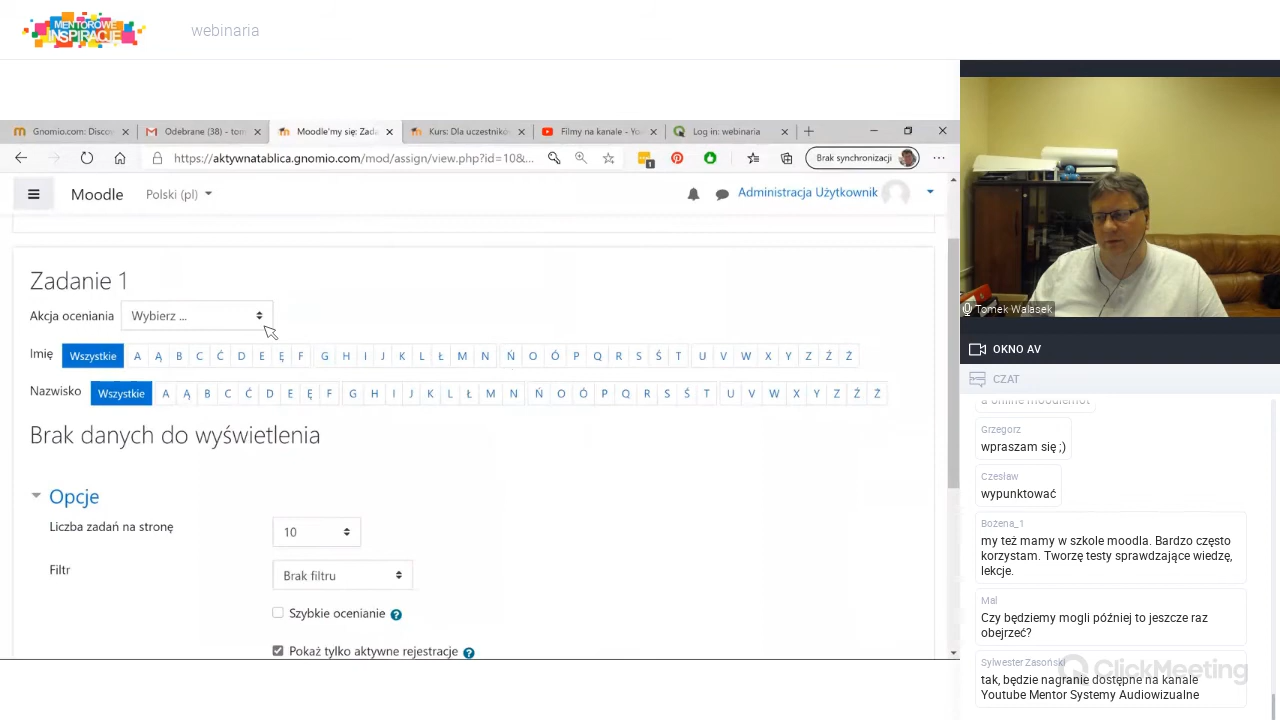 MENTOROWE
INSPIRACJE
webinaria
Gnomio.com: Disco
Odebrane (38) - tom
Moodle'my się: Zada
Kurs: Dla uczestników
Filmy na kanale - Yo
Log in: webinaria
https://aktywnatablica.gnomio.com/mod/assign/view.php?id=10&...
1
Brak synchronizacji
Moodle
Polski (pl)
Administracja Użytkownik
Zadanie 1
Akcja oceniania Wybierz ...
Imię Wszystkie A Ą B C Ć D E Ę F G H I J K L Ł M N Ń O Ó P Q R S Ś T U V W X Y Z Ź Ż
Nazwisko Wszystkie A Ą B C Ć D E Ę F G H I J K L Ł M N Ń O Ó P Q R S Ś T U V W X Y Z Ź Ż
Brak danych do wyświetlenia
Opcje
Liczba zadań na stronę 10
Filtr Brak filtru
Szybkie ocenianie
Pokaż tylko aktywne rejestracje
Tomek Walasek
OKNO AV
CZAT
a online moodlemot
Grzegorz
wpraszam się ;)
Czesław
wypunktować
Bożena_1
my też mamy w szkole moodla. Bardzo często
korzystam. Tworzę testy sprawdzające wiedzę,
lekcje.
Mal
Czy będziemy mogli później to jeszcze raz
obejrzeć?
Sylwester Zasoński
tak, będzie nagranie dostępne na kanale
Youtube Mentor Systemy Audiowizualne
ClickMeeting